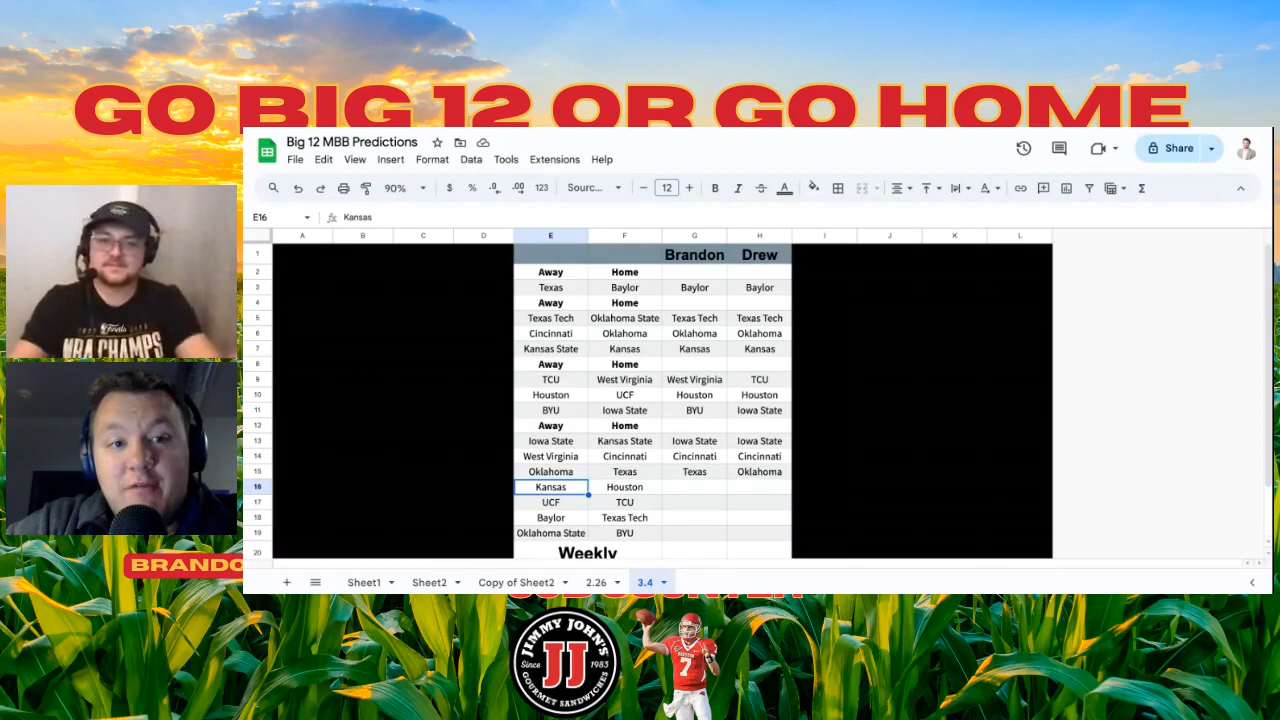 GO BIG 12 OR GO HOME
Big 12 MBB Predictions
File Edit View Insert Format Data Tools Extensions Help
Share
90% $ % .0 .00 123 Sourc... 12 B I A Σ
E16 fx Kansas
A B C D E F G H I J K L
1 Brandon Drew
2 Away Home
3 Texas Baylor Baylor Baylor
4 Away Home
5 Texas Tech Oklahoma State Texas Tech Texas Tech
6 Cincinnati Oklahoma Oklahoma Oklahoma
7 Kansas State Kansas Kansas Kansas
8 Away Home
9 TCU West Virginia West Virginia TCU
10 Houston UCF Houston Houston
11 BYU Iowa State BYU Iowa State
12 Away Home
13 Iowa State Kansas State Iowa State Iowa State
14 West Virginia Cincinnati Cincinnati Cincinnati
15 Oklahoma Texas Texas Oklahoma
16 Kansas Houston
17 UCF TCU
18 Baylor Texas Tech
19 Oklahoma State BYU
20 Weekly
Sheet1 Sheet2 Copy of Sheet2 2.26 3.4
Finals
NBA CHAMPS
BRANDO
JIMMY JOHN'S
Since JJ 1983
GOURMET SANDWICHES
7